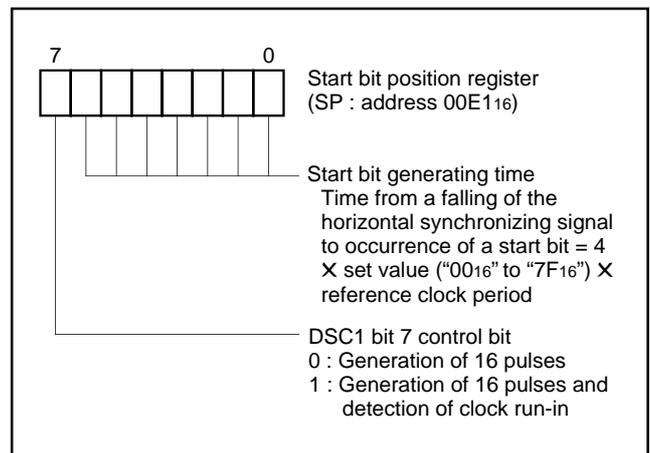 7 0
Start bit position register
(SP : address 00E116)
Start bit generating time
Time from a falling of the
horizontal synchronizing signal
to occurrence of a start bit = 4
✕ set value (“0016” to “7F16”) ✕
reference clock period
DSC1 bit 7 control bit
0 : Generation of 16 pulses
1 : Generation of 16 pulses and
detection of clock run-in